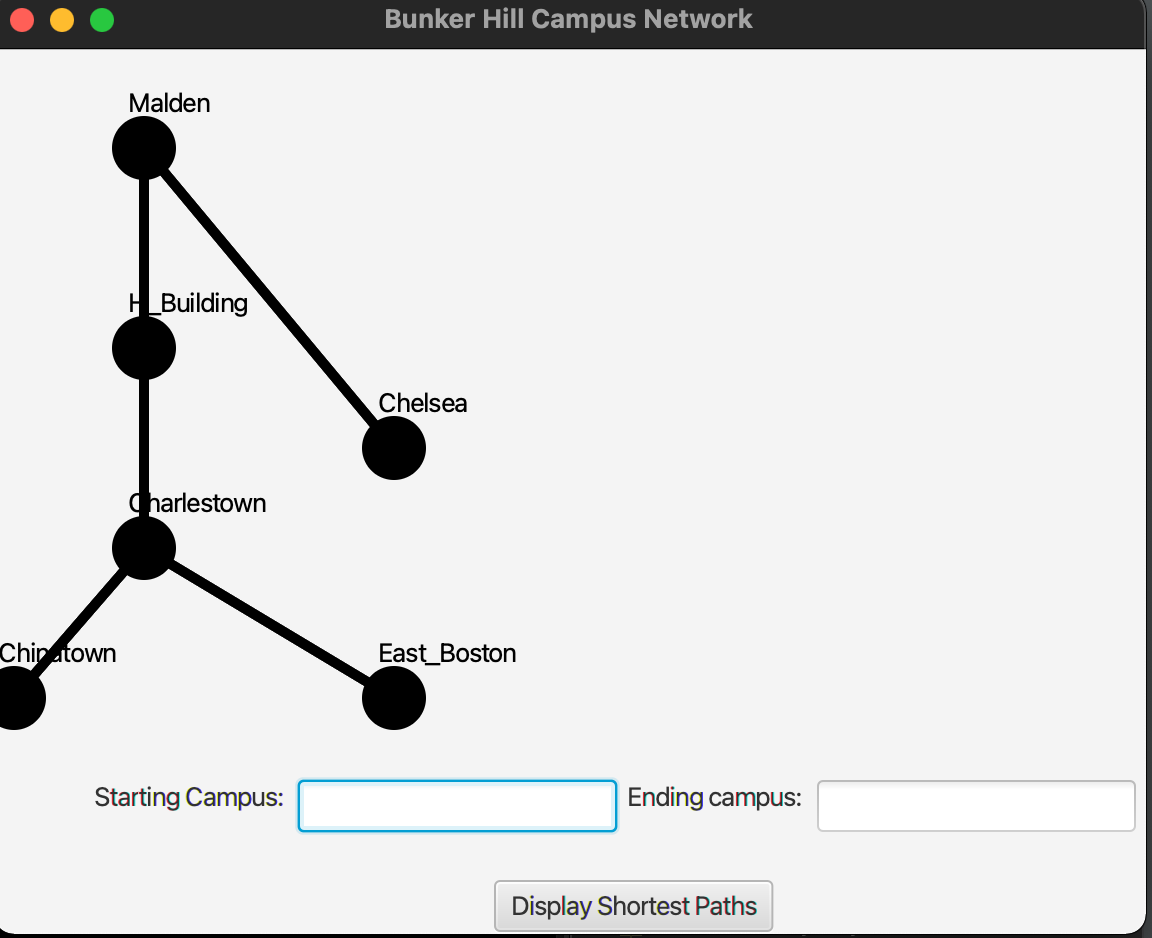 Bunker Hill Campus Network
Malden
H_Building
Chelsea
Charlestown
Chinatown
East_Boston
Starting Campus:
Ending campus:
Display Shortest Paths